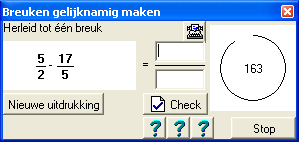 Breuken gelijknamig maken
Herleid tot één breuk
5/2 - 17/5
=
163
Nieuwe uitdrukking
Check
? ? ?
Stop